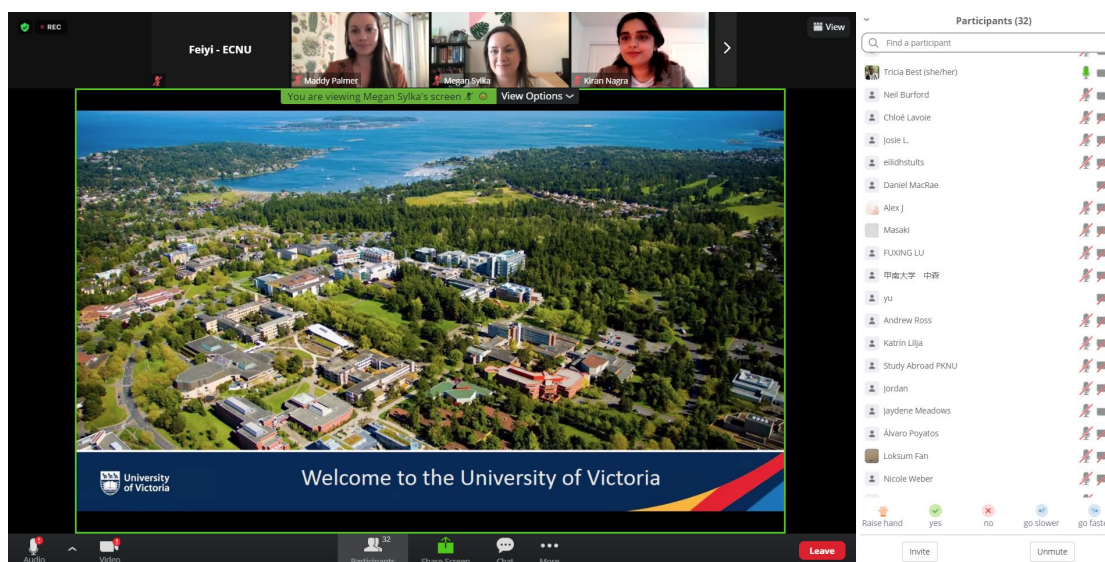 REC
Feiyi - ECNU
Maddy Palmer
Megan Sylka
Kiran Nagra
View
You are viewing Megan Sylka's screen
View Options
University
of Victoria
Welcome to the University of Victoria
Audio
Video
32
Participants
Share Screen
Chat
More
Leave
Participants (32)
Find a participant
Tricia Best (she/her)
Neil Burford
Chloé Lavoie
Josie L.
eilidhstults
Daniel MacRae
Alex J
Masaki
FUXING LU
甲南大学 中森
yu
Andrew Ross
Katrín Lilja
Study Abroad PKNU
Jordan
Jaydene Meadows
Álvaro Poyatos
Loksum Fan
Nicole Weber
Raise hand
yes
no
go slower
go faste
Invite
Unmute